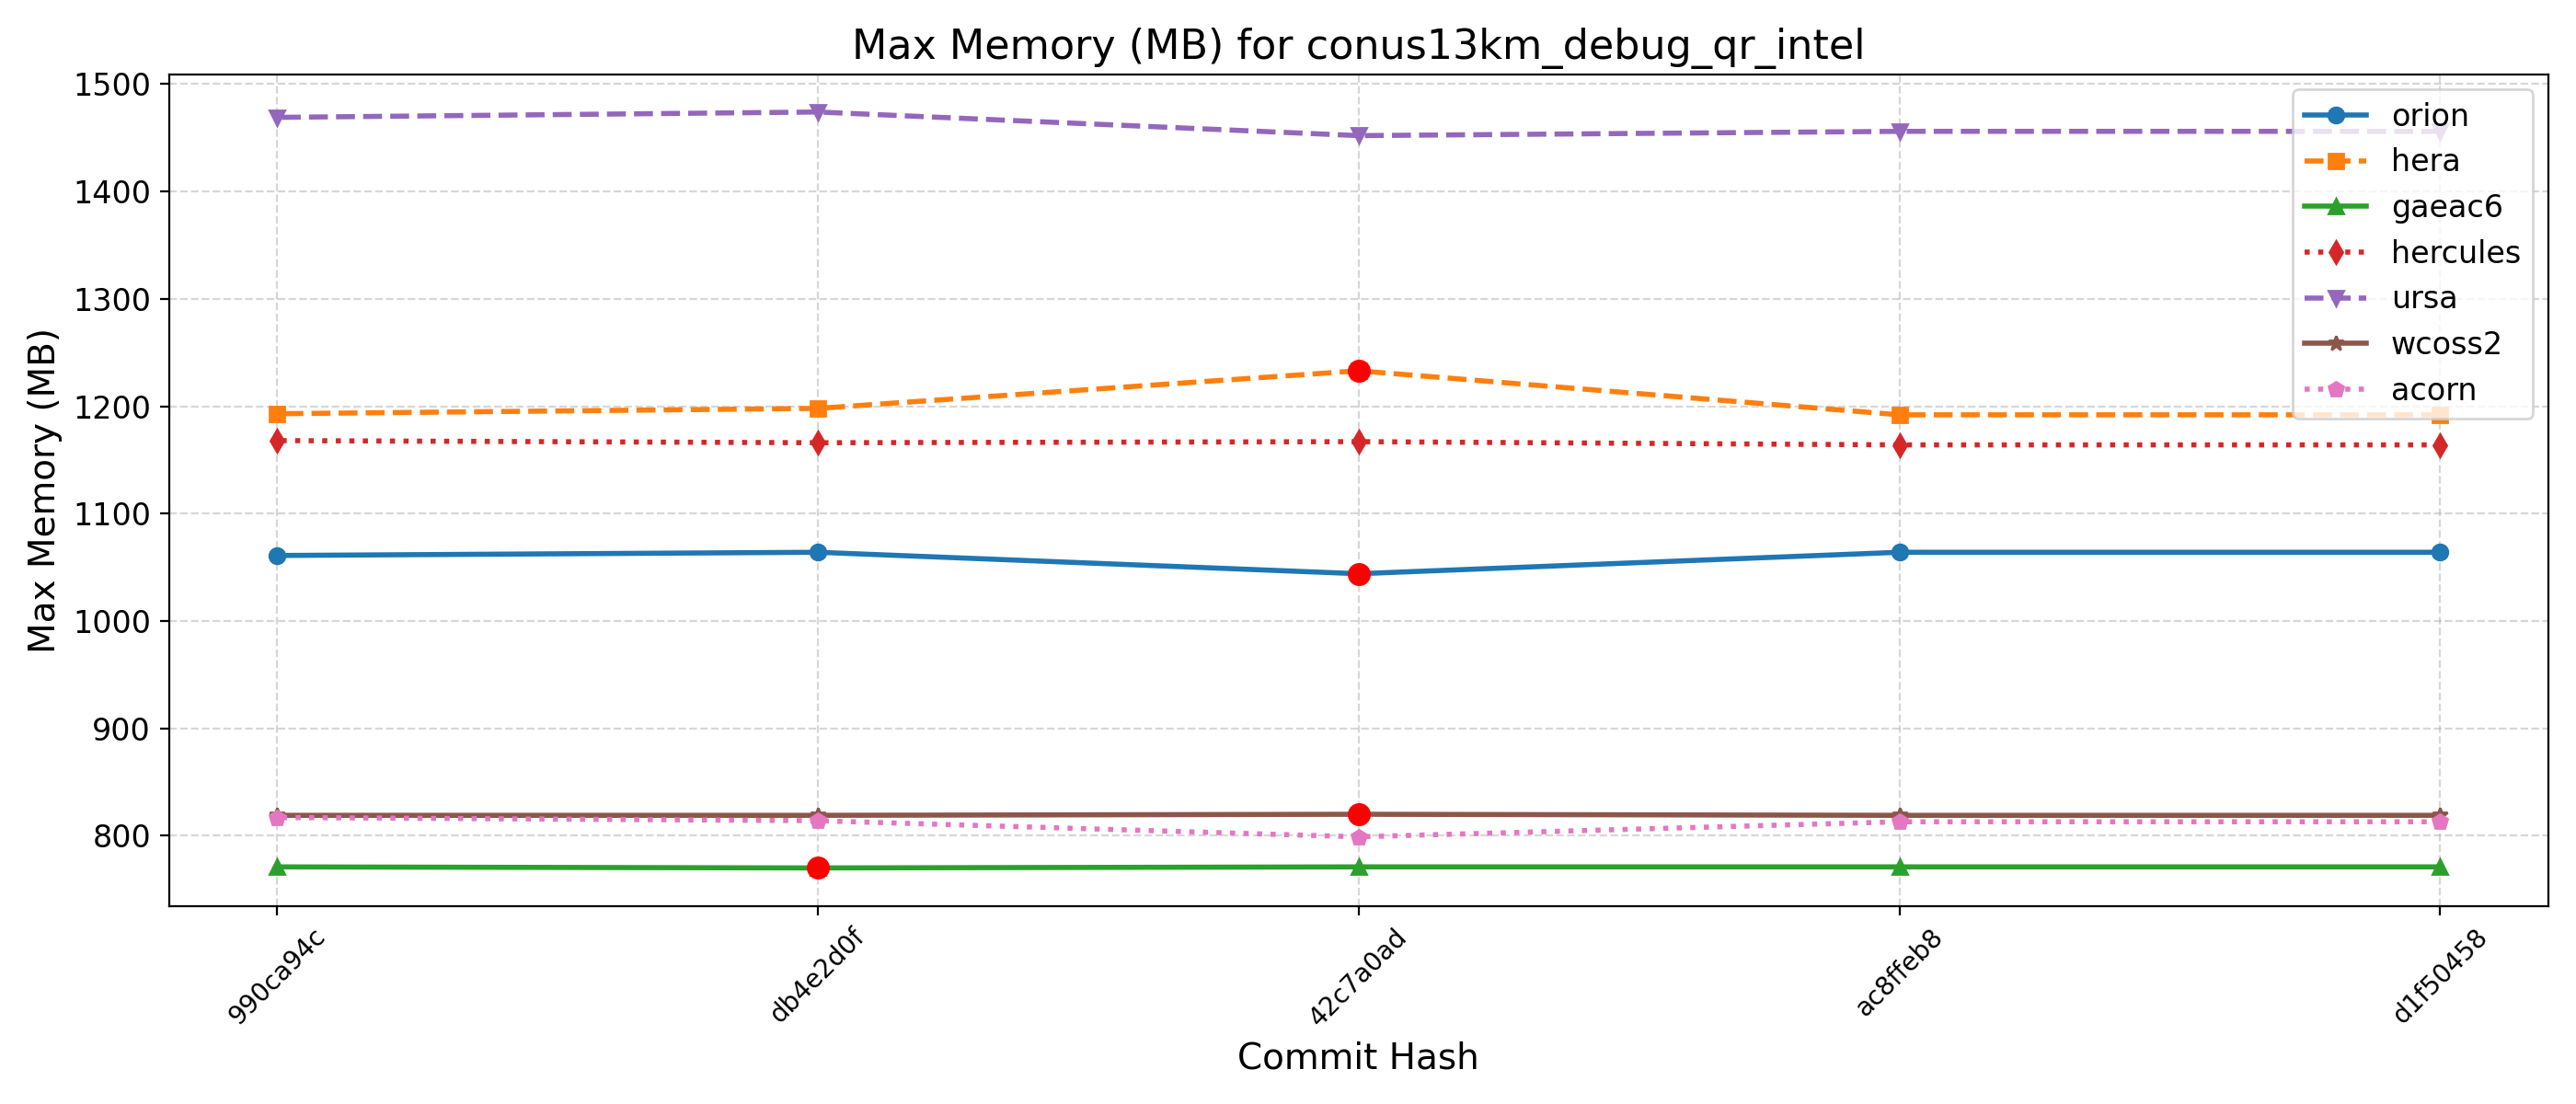 Max Memory (MB) for conus13km_debug_qr_intel
Max Memory (MB)
1500
1400
1300
1200
1100
1000
900
800
orion
hera
gaeac6
hercules
ursa
wcoss2
acorn
990ca94c
db4e2d0f
42c7a0ad
ac8ffeb8
d1f50458
Commit Hash